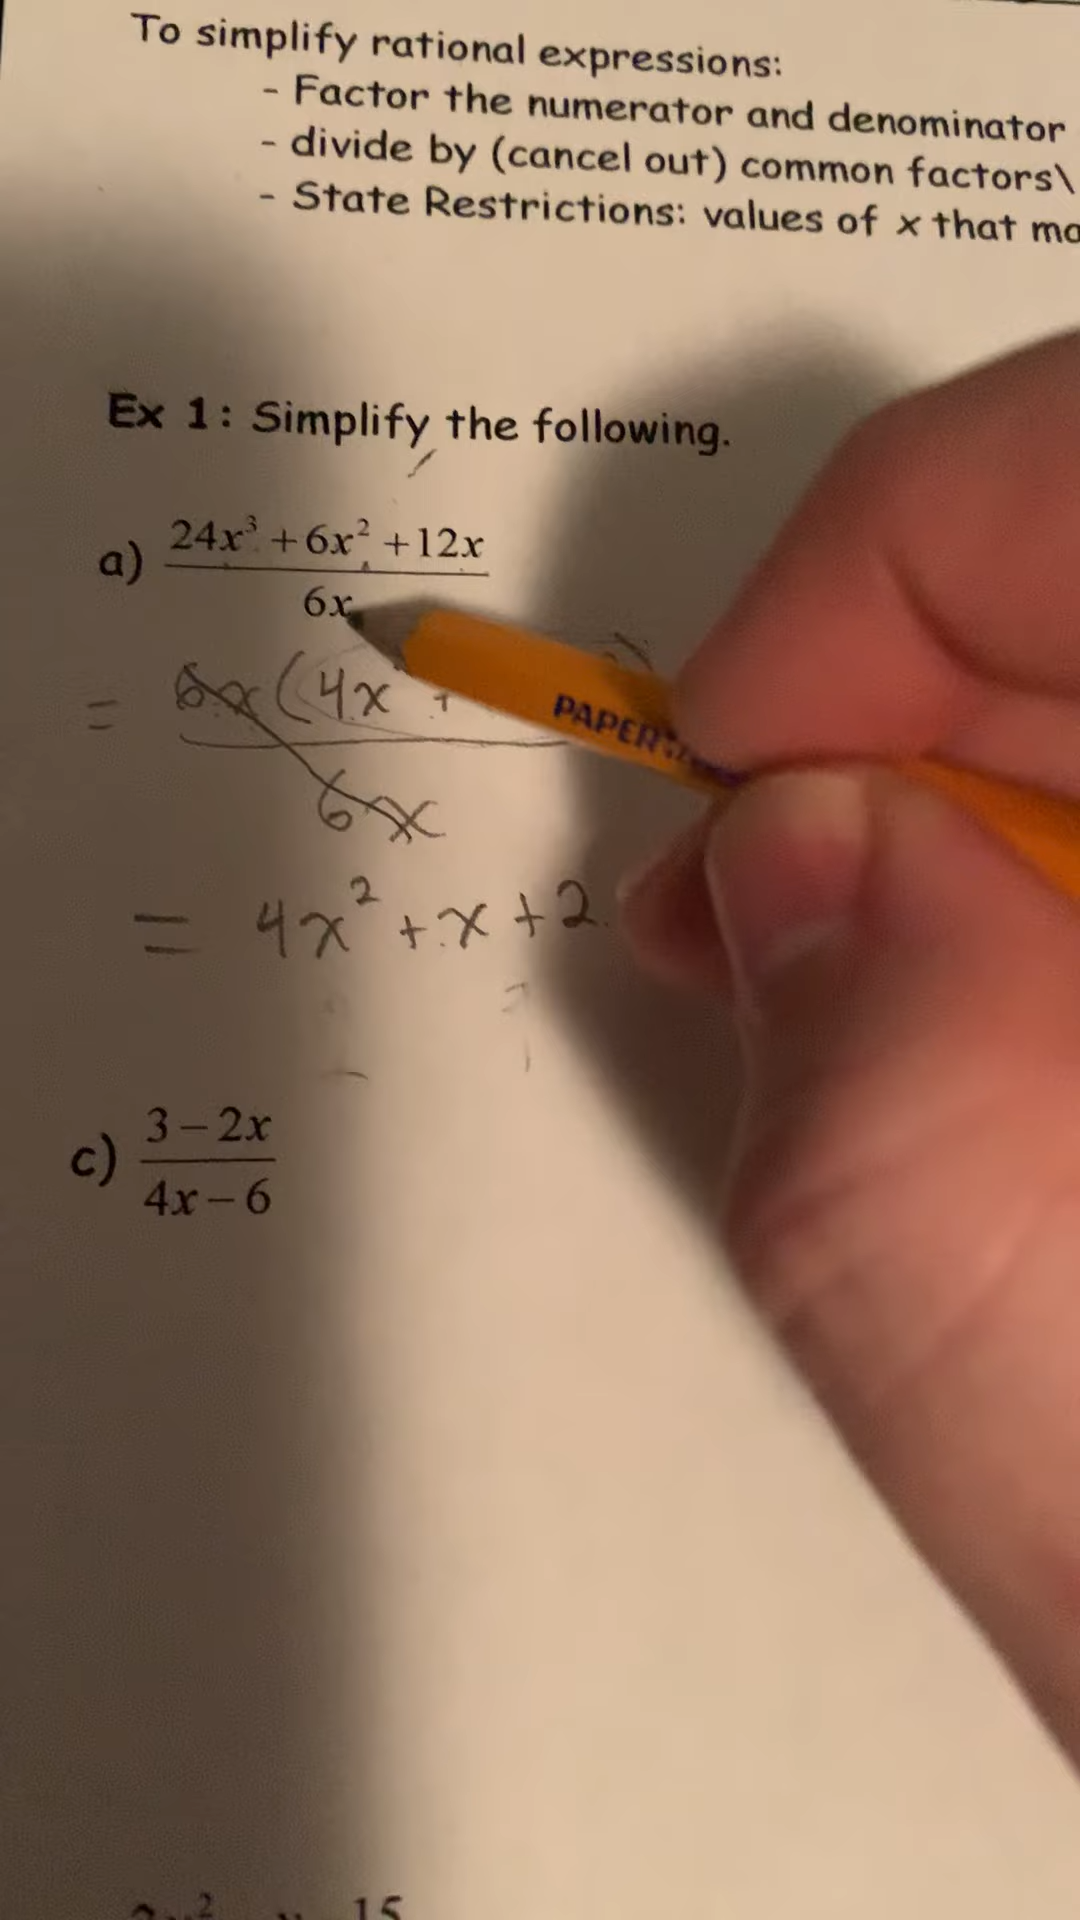 To simplify rational expressions:
- Factor the numerator and denominator
- divide by (cancel out) common factors\
- State Restrictions: values of x that
Ex 1: Simplify the following.
a) 24x³ + 6x² + 12x
6x
= 6x(4x +
6x
= 4x² + x + 2
PAPER
c) 3 − 2x
4x − 6
15